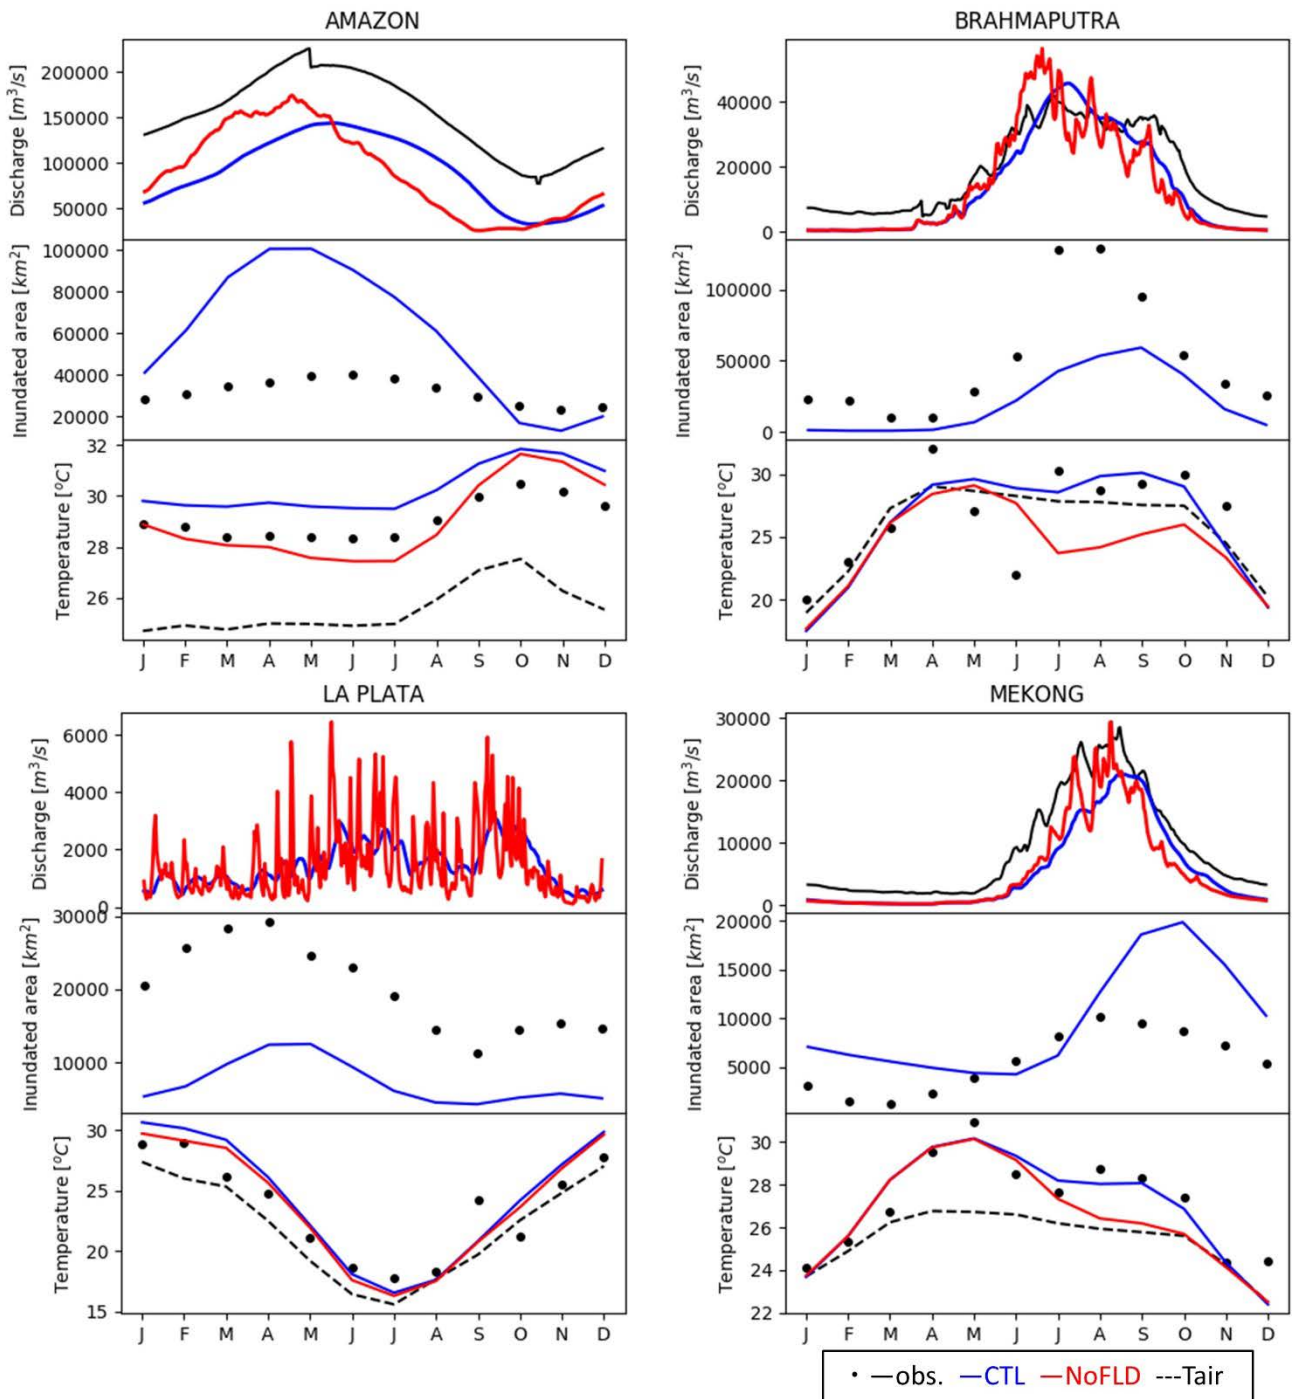 AMAZON
BRAHMAPUTRA
Discharge [m³/s]
200000
150000
100000
50000
Discharge [m³/s]
40000
20000
0
Inundated area [km²]
100000
80000
60000
40000
20000
Inundated area [km²]
100000
50000
0
Temperature [°C]
32
30
28
26
Temperature [°C]
30
25
20
J F M A M J J A S O N D
J F M A M J J A S O N D
LA PLATA
MEKONG
Discharge [m³/s]
6000
4000
2000
0
Discharge [m³/s]
30000
20000
10000
0
Inundated area [km²]
30000
20000
10000
Inundated area [km²]
20000
15000
10000
5000
Temperature [°C]
30
25
20
15
Temperature [°C]
30
28
26
24
22
J F M A M J J A S O N D
J F M A M J J A S O N D
obs. CTL NoFLD Tair